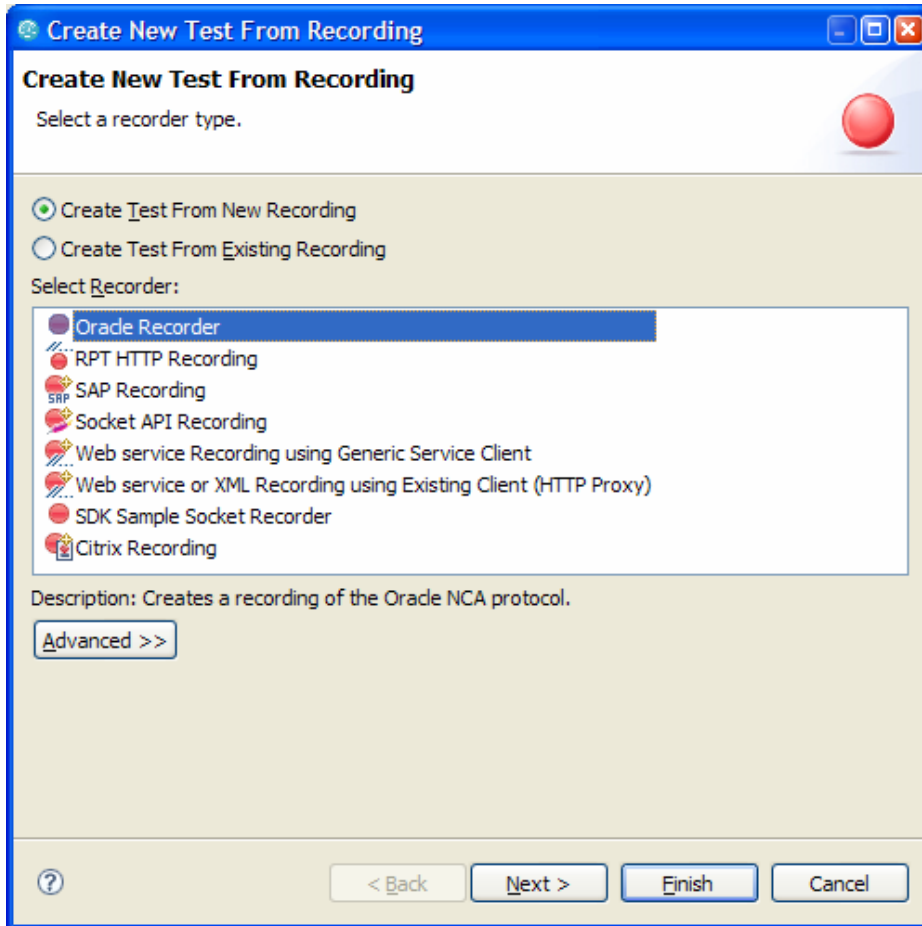 Create New Test From Recording
Create New Test From Recording
Select a recorder type.
Create Test From New Recording
Create Test From Existing Recording
Select Recorder:
Oracle Recorder
RPT HTTP Recording
SAP Recording
Socket API Recording
Web service Recording using Generic Service Client
Web service or XML Recording using Existing Client (HTTP Proxy)
SDK Sample Socket Recorder
Citrix Recording
Description: Creates a recording of the Oracle NCA protocol.
Advanced >>
? < Back Next > Finish Cancel